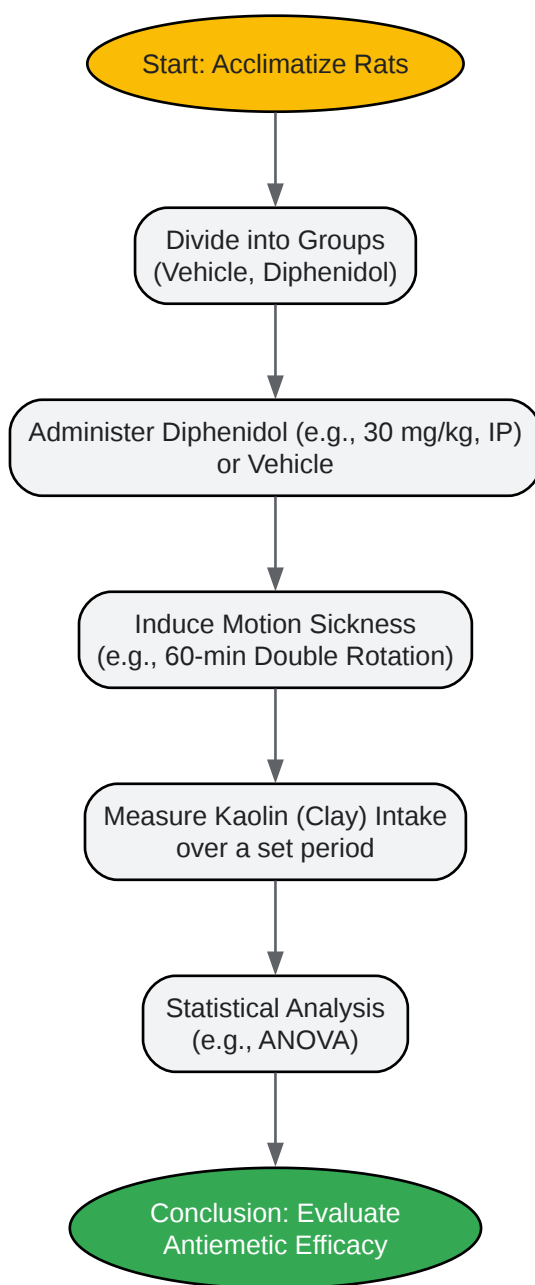 Start: Acclimatize Rats
Divide into Groups
(Vehicle, Diphenidol)
Administer Diphenidol (e.g., 30 mg/kg, IP)
or Vehicle
Induce Motion Sickness
(e.g., 60-min Double Rotation)
Measure Kaolin (Clay) Intake
over a set period
Statistical Analysis
(e.g., ANOVA)
Conclusion: Evaluate
Antiemetic Efficacy